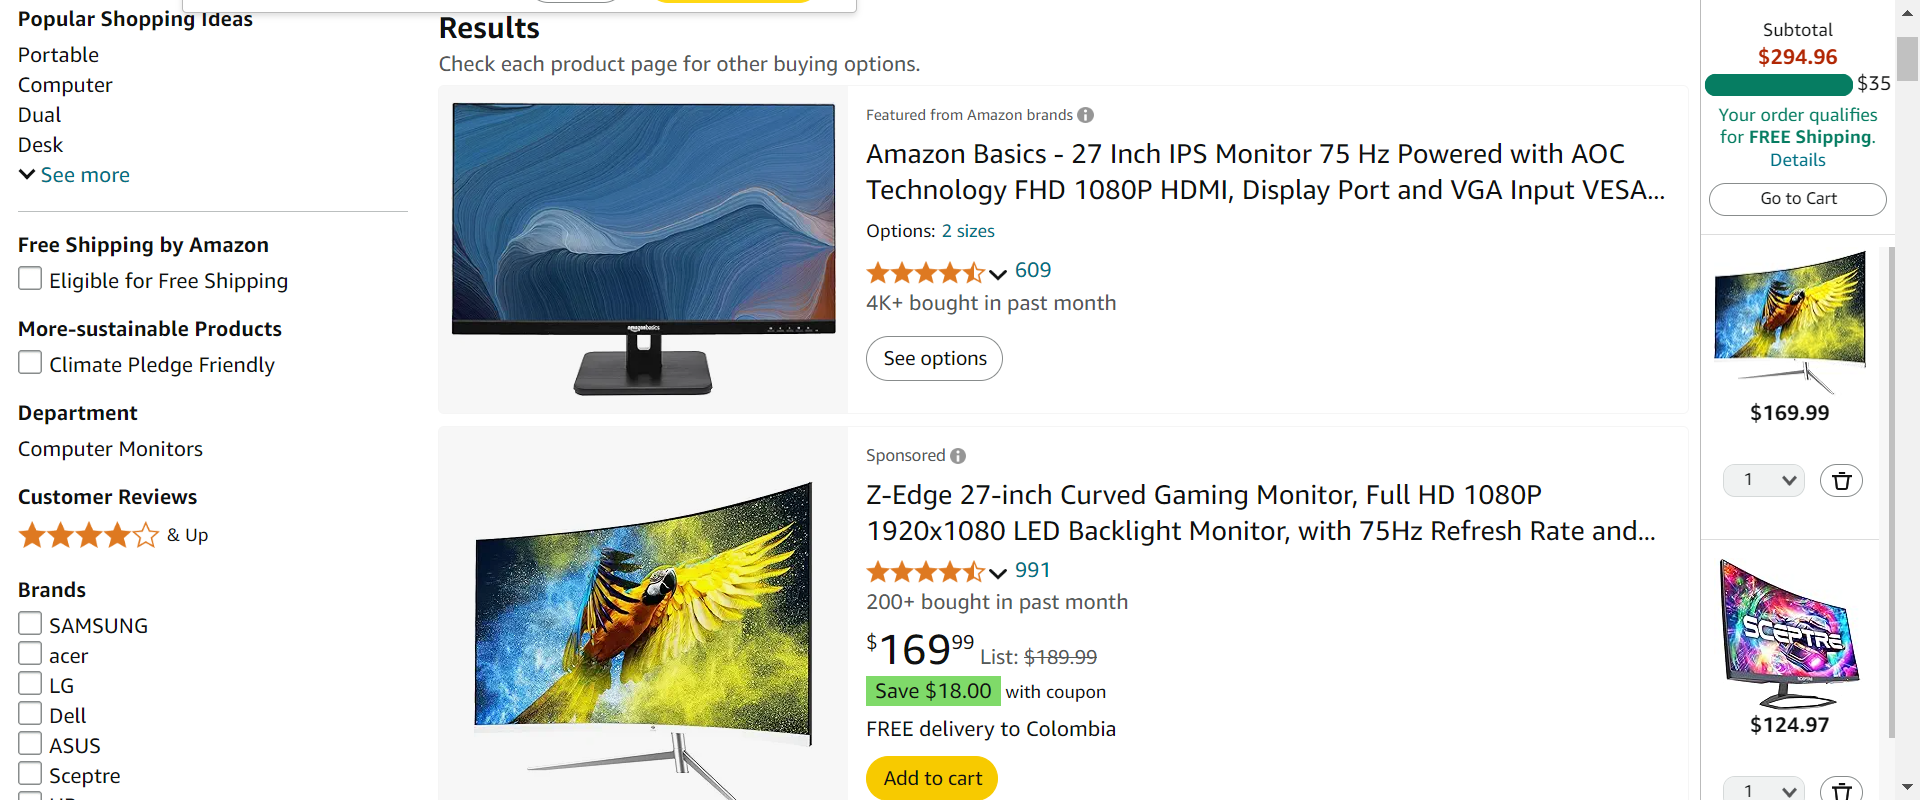 Popular Shopping Ideas
Portable
Computer
Dual
Desk
See more
Free Shipping by Amazon
Eligible for Free Shipping
More-sustainable Products
Climate Pledge Friendly
Department
Computer Monitors
Customer Reviews
& Up
Brands
SAMSUNG
acer
LG
Dell
ASUS
Sceptre
Results
Check each product page for other buying options.
amazonbasics
Featured from Amazon brands
Amazon Basics - 27 Inch IPS Monitor 75 Hz Powered with AOC
Technology FHD 1080P HDMI, Display Port and VGA Input VESA...
Options: 2 sizes
609
4K+ bought in past month
See options
Sponsored
Z-Edge 27-inch Curved Gaming Monitor, Full HD 1080P
1920x1080 LED Backlight Monitor, with 75Hz Refresh Rate and...
991
200+ bought in past month
$169.99 List: $189.99
Save $18.00 with coupon
FREE delivery to Colombia
Add to cart
Subtotal
$294.96
$35
Your order qualifies
for FREE Shipping.
Details
Go to Cart
$169.99
1
SCEPTRE
$124.97
1